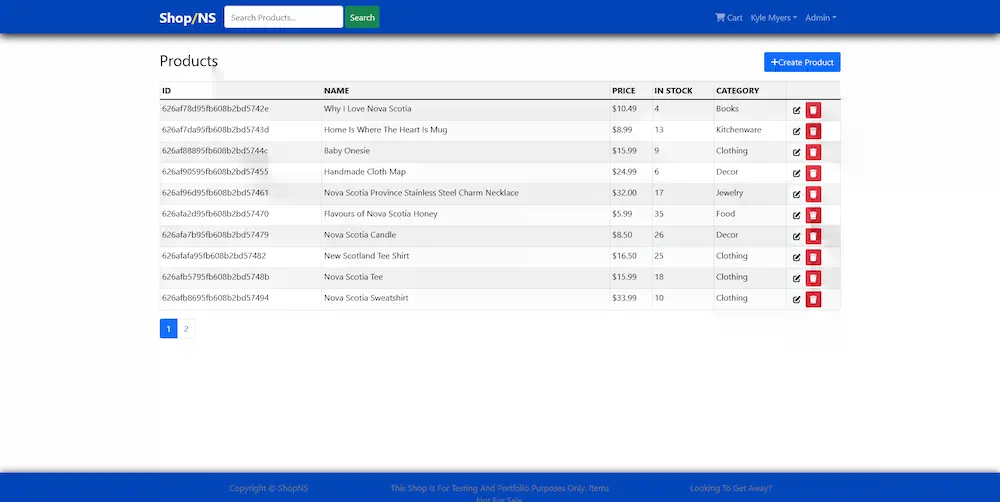 Shop/NS Search Products... Search Cart Kyle Myers Admin
Products +Create Product
ID NAME PRICE IN STOCK CATEGORY
626af78d95fb608b2bd5742e Why I Love Nova Scotia $10.49 4 Books
626af7da95fb608b2bd5743d Home Is Where The Heart Is Mug $8.99 13 Kitchenware
626af88895fb608b2bd5744c Baby Onesie $15.99 9 Clothing
626af90595fb608b2bd57455 Handmade Cloth Map $24.99 6 Decor
626af96d95fb608b2bd57461 Nova Scotia Province Stainless Steel Charm Necklace $32.00 17 Jewelry
626afa2d95fb608b2bd57470 Flavours of Nova Scotia Honey $5.99 35 Food
626afa7b95fb608b2bd57479 Nova Scotia Candle $8.50 26 Decor
626afafa95fb608b2bd57482 New Scotland Tee Shirt $16.50 25 Clothing
626afb5795fb608b2bd5748b Nova Scotia Tee $15.99 18 Clothing
626afb8695fb608b2bd57494 Nova Scotia Sweatshirt $33.99 10 Clothing
1 2
Copyright © ShopNS This Shop Is For Testing And Portfolio Purposes Only. Items Looking To Get Away?
Not For Sale